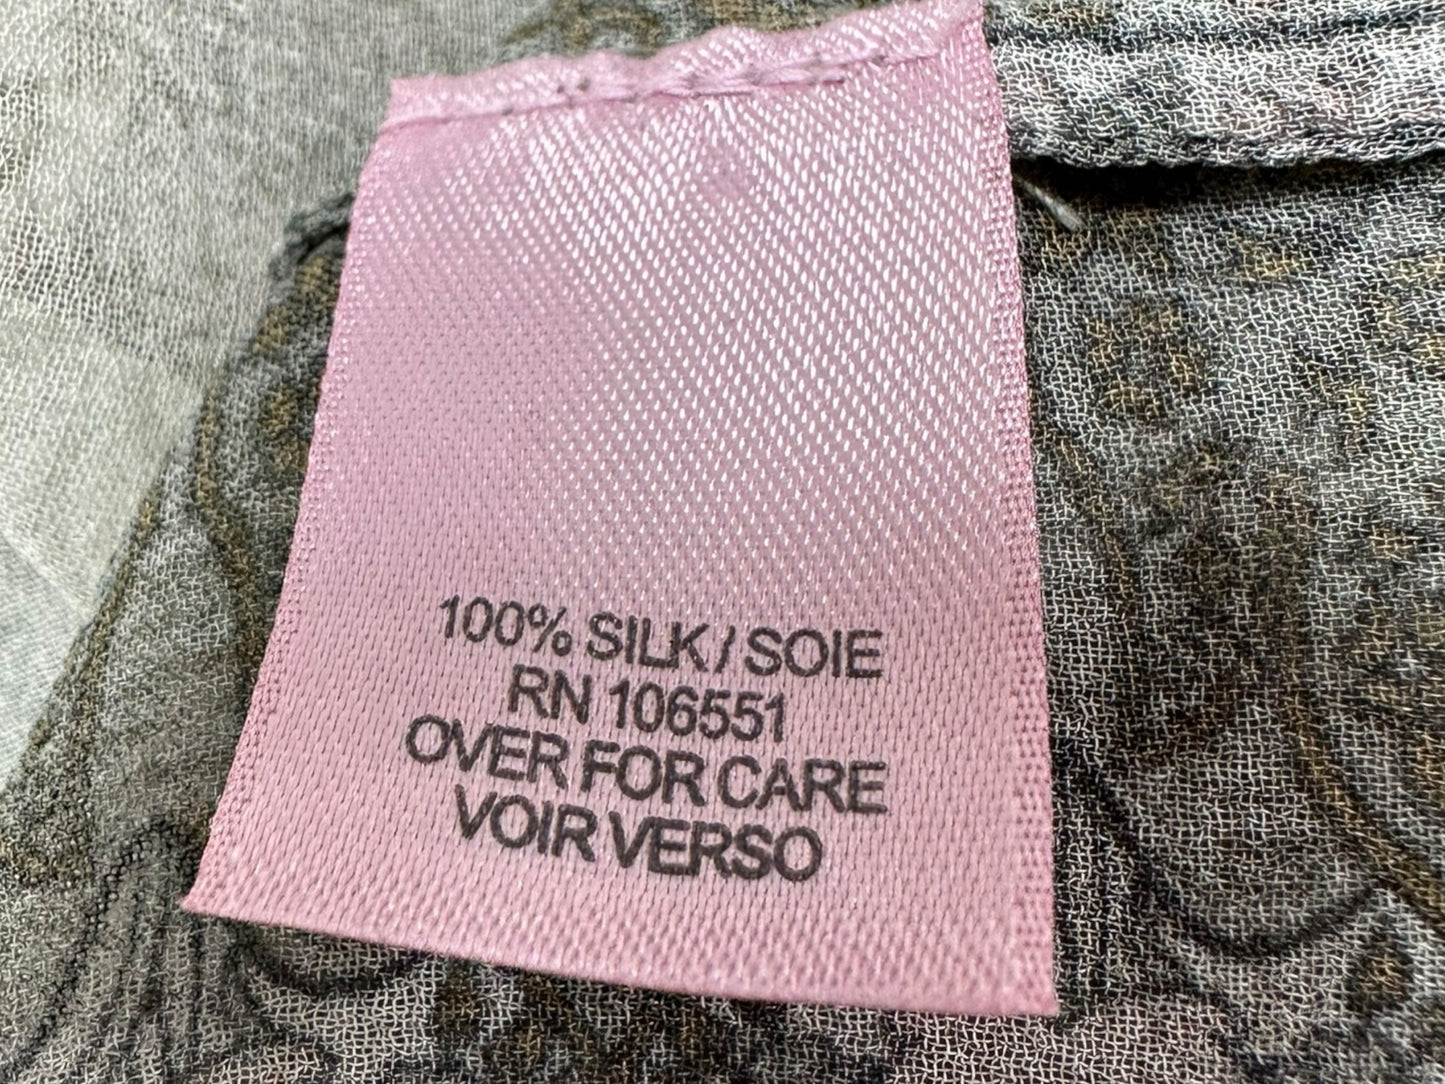 100% SILK / SOIE
RN 106551
OVER FOR CARE
VOIR VERSO